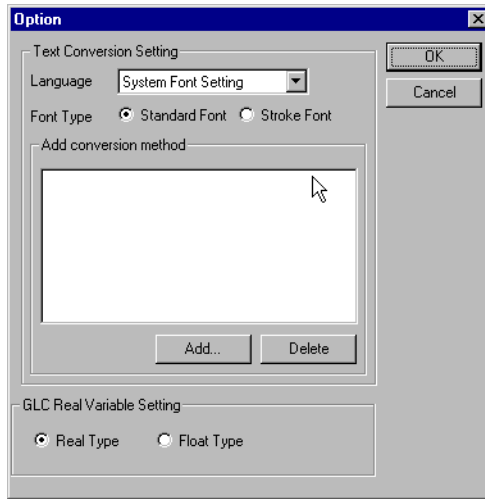 Option
Text Conversion Setting
OK
Language System Font Setting
Cancel
Font Type Standard Font Stroke Font
Add conversion method
Add... Delete
GLC Real Variable Setting
Real Type Float Type